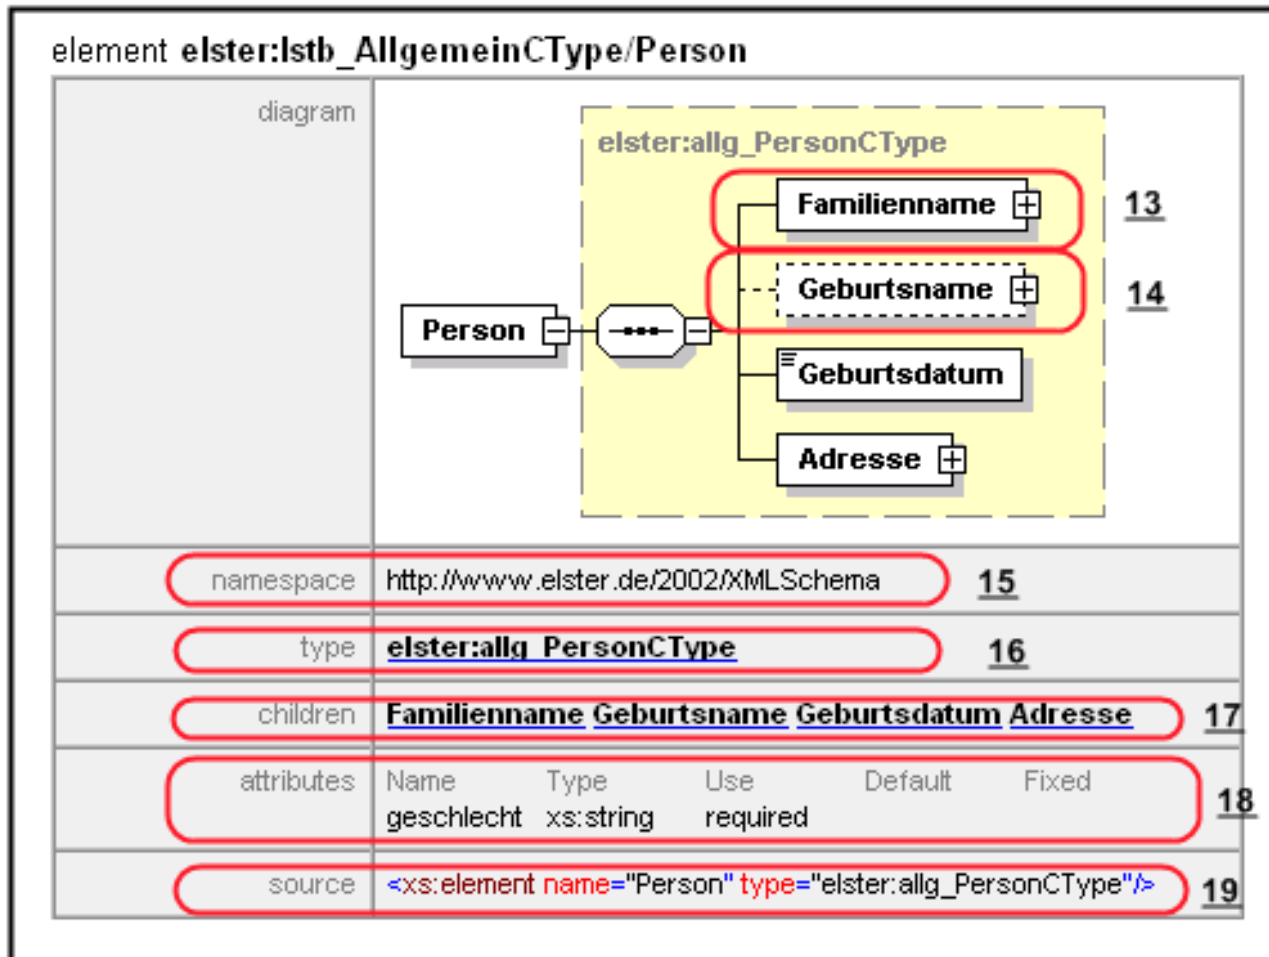 element elster:lstb_AllgemeinCType/Person
diagram
elster:allg_PersonCType
Familienname
13
Geburtsname
14
Person
Geburtsdatum
Adresse
namespace http://www.elster.de/2002/XMLSchema 15
type elster:allg_PersonCType 16
children Familienname Geburtsname Geburtsdatum Adresse 17
attributes Name Type Use Default Fixed
geschlecht xs:string required 18
source <xs:element name="Person" type="elster:allg_PersonCType"/> 19